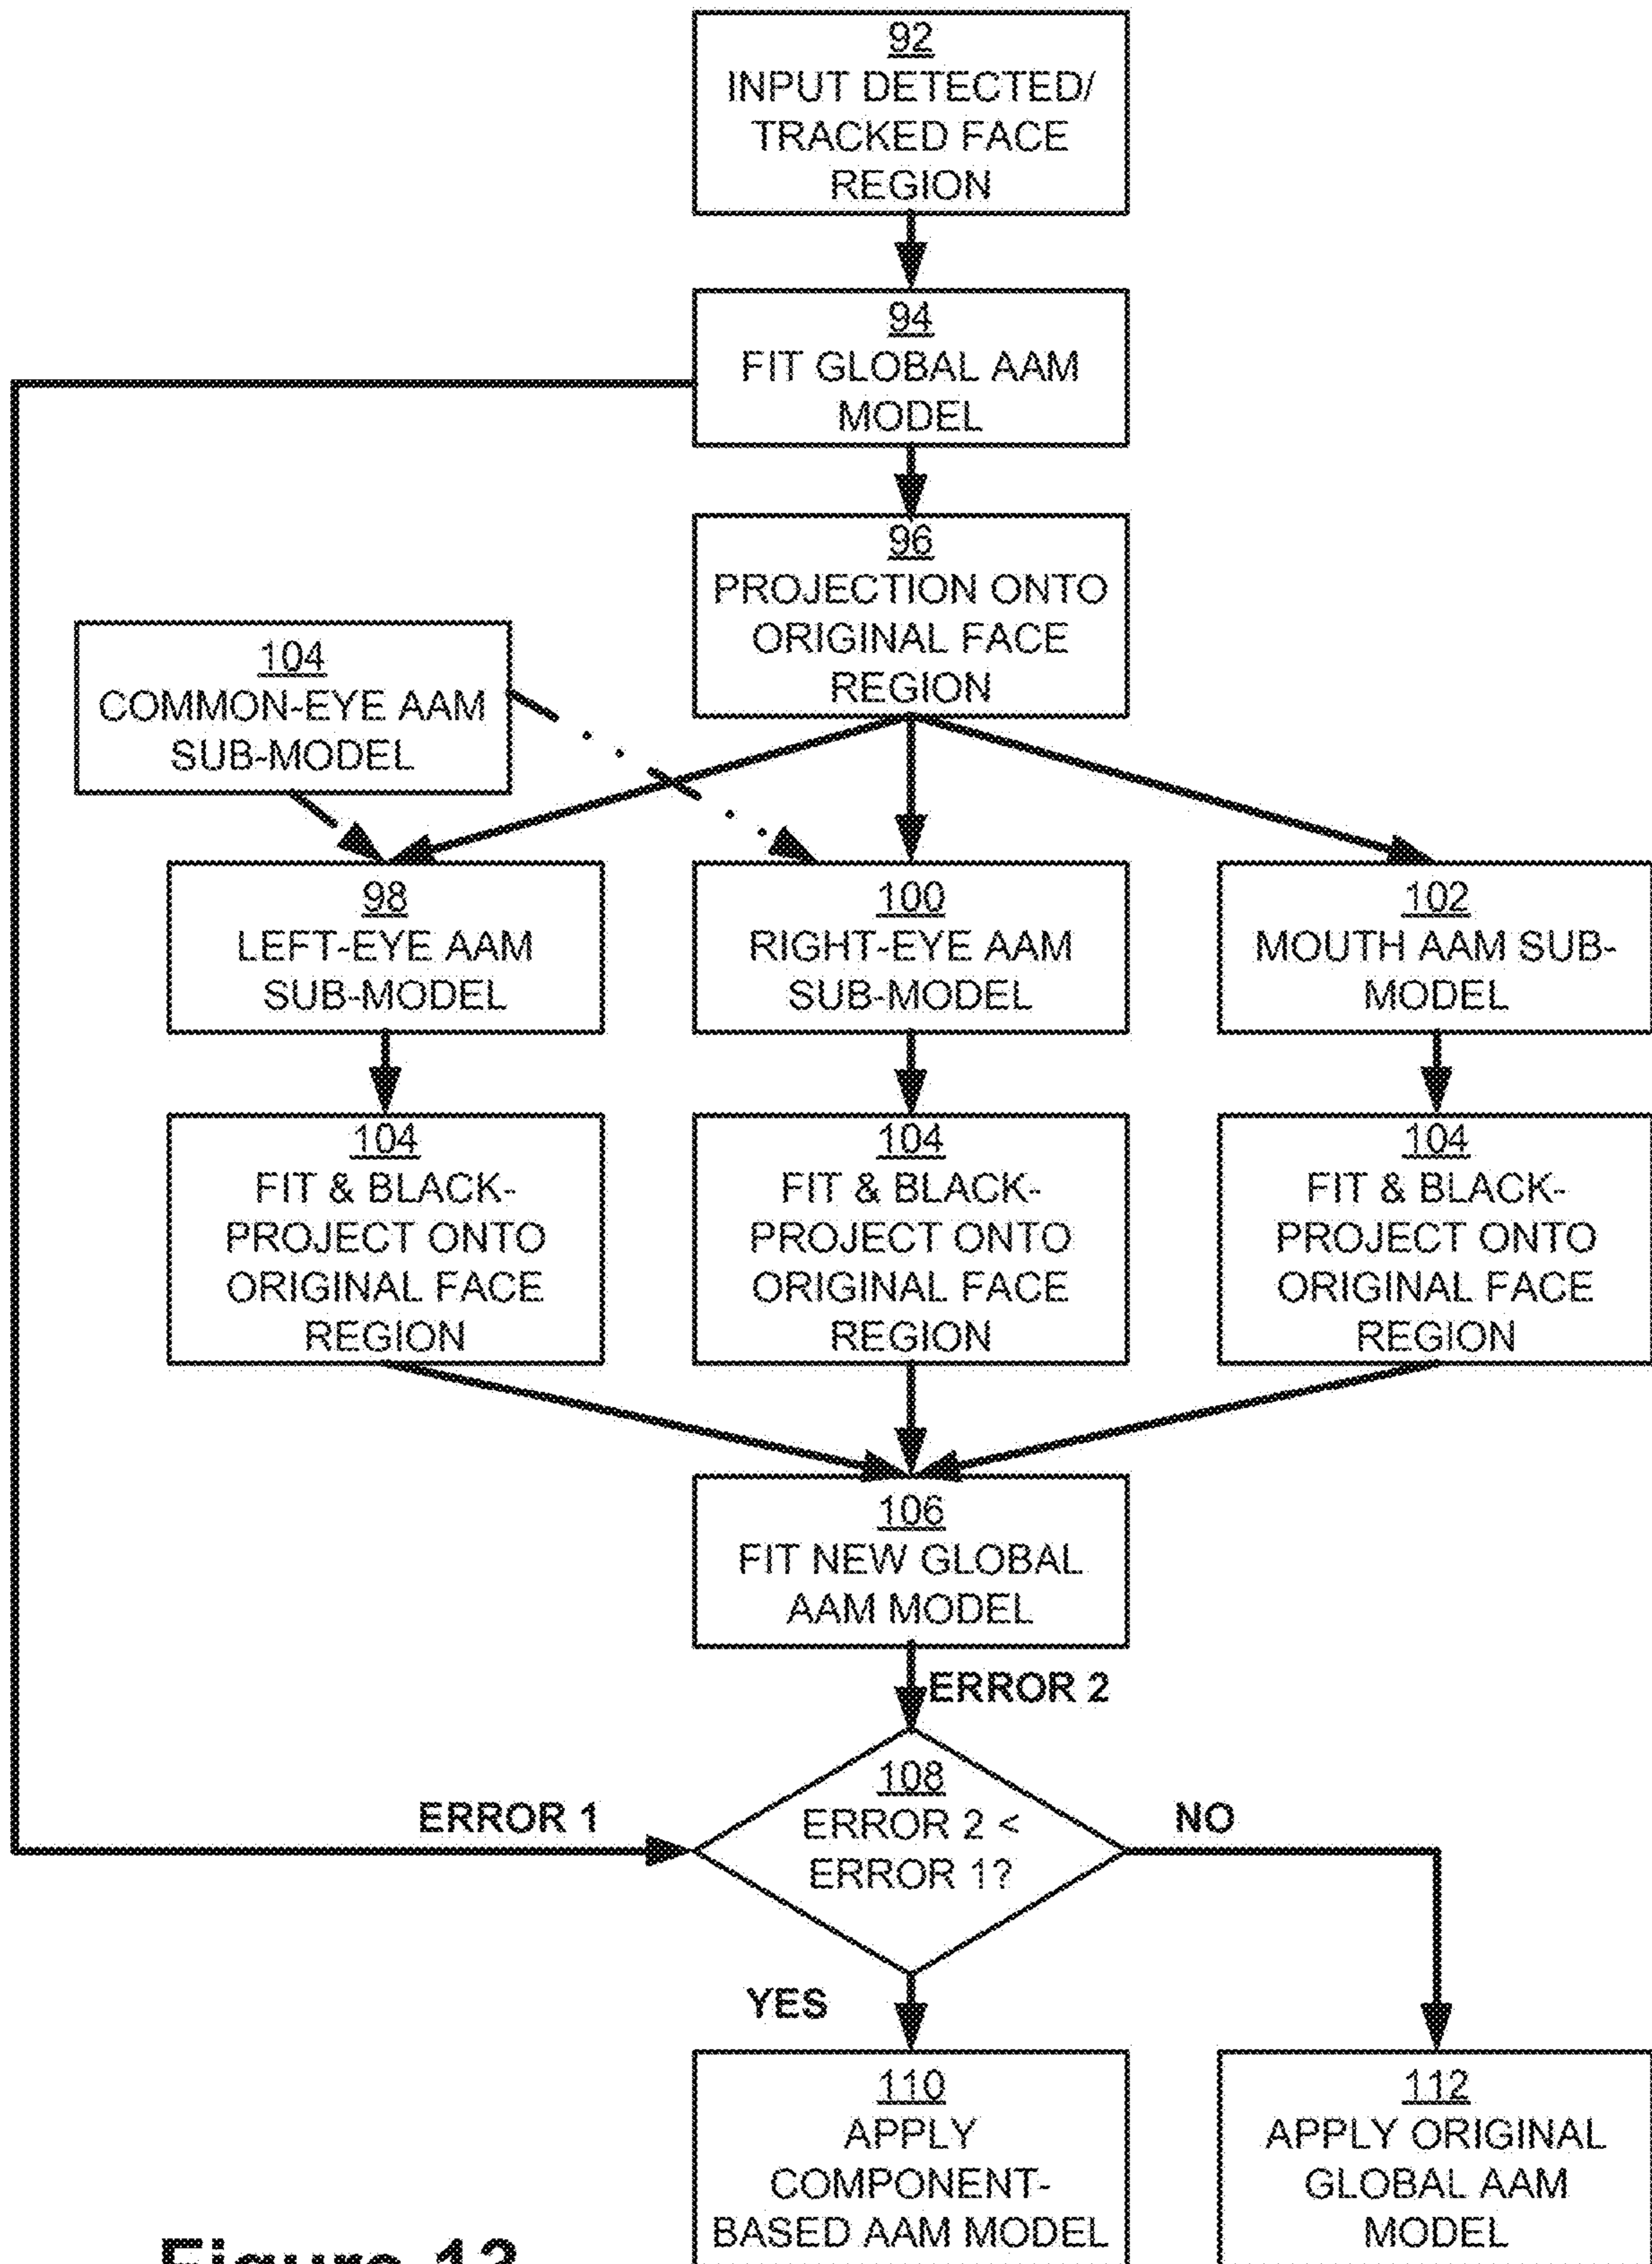 92
INPUT DETECTED/
TRACKED FACE
REGION
94
FIT GLOBAL AAM
MODEL
96
PROJECTION ONTO
ORIGINAL FACE
REGION
104
COMMON-EYE AAM
SUB-MODEL
98
LEFT-EYE AAM
SUB-MODEL
100
RIGHT-EYE AAM
SUB-MODEL
102
MOUTH AAM SUB-
MODEL
104
FIT & BLACK-
PROJECT ONTO
ORIGINAL FACE
REGION
104
FIT & BLACK-
PROJECT ONTO
ORIGINAL FACE
REGION
104
FIT & BLACK-
PROJECT ONTO
ORIGINAL FACE
REGION
106
FIT NEW GLOBAL
AAM MODEL
ERROR 2
108
ERROR 2 <
ERROR 1?
ERROR 1
NO
YES
110
APPLY
COMPONENT-
BASED AAM MODEL
112
APPLY ORIGINAL
GLOBAL AAM
MODEL
Figure